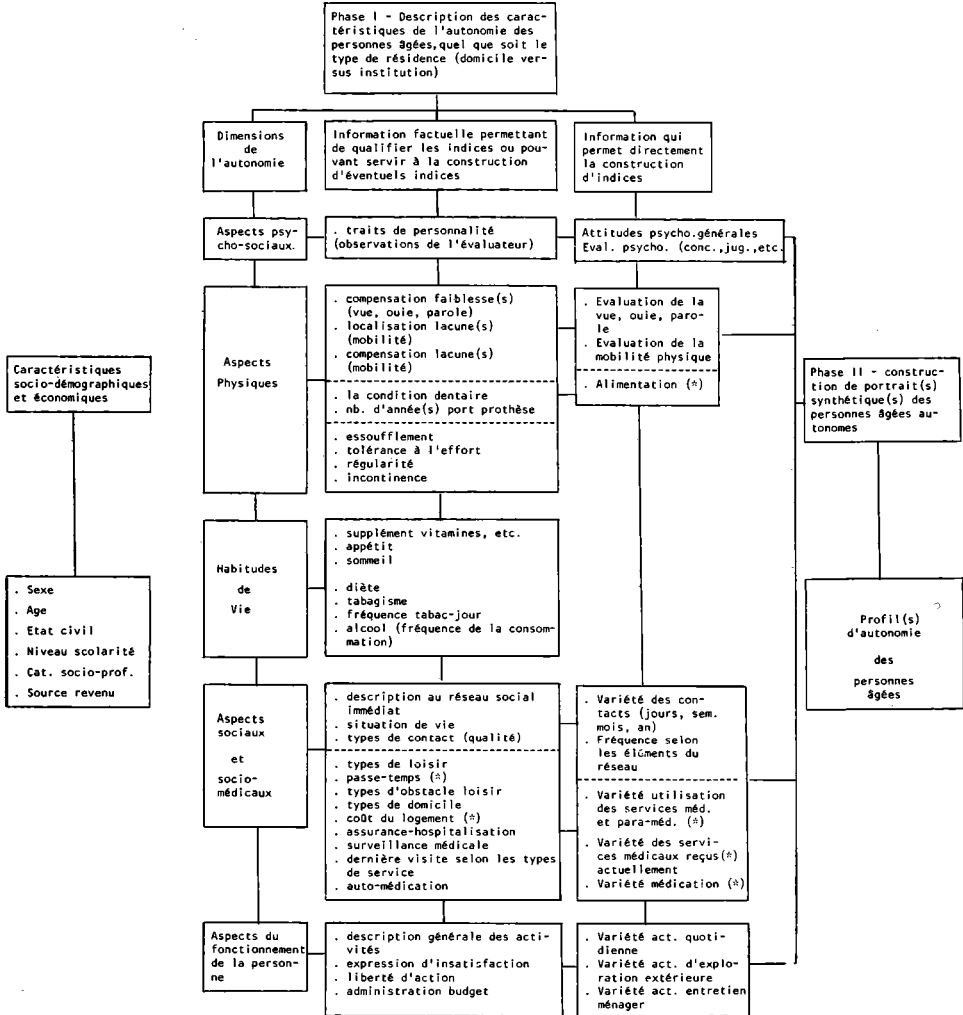 Phase I - Description des carac-
téristiques de l'autonomie des
personnes âgées,quel que soit le
type de résidence (domicile ver-
sus institution)
Dimensions
de
l'autonomie
Information factuelle permettant
de qualifier les indices ou pou-
vant servir à la construction
d'éventuels indices
Information qui
permet directement
la construction
d'indices
Aspects psy-
cho-sociaux.
. traits de personnalité
(observations de l'évaluateur)
Attitudes psycho.générales
Eval. psycho. (conc.,jug.,etc.
Aspects
Physiques
. compensation faiblesse(s)
(vue, ouie, parole)
. localisation lacune(s)
(mobilité)
. compensation lacune(s)
(mobilité)
. la condition dentaire
. nb. d'année(s) port prothèse
. essoufflement
. tolérance à l'effort
. régularité
. incontinence
. Evaluation de la
vue, ouie, paro-
le
. Evaluation de la
mobilité physique
. Alimentation (*)
Caractéristiques
socio-démographiques
et économiques
Phase II - construc-
tion de portrait(s)
synthétique(s) des
personnes âgées au-
tonomes
Habitudes
de
Vie
. supplément vitamines, etc.
. appétit
. sommeil
. diète
. tabagisme
. fréquence tabac-jour
. alcool (fréquence de la consom-
mation)
. Sexe
. Age
. Etat civil
. Niveau scolarité
. Cat. socio-prof.
. Source revenu
Profil(s)
d'autonomie
des
personnes
âgées
Aspects
sociaux
et
socio-
médicaux
. description au réseau social
immédiat
. situation de vie
. types de contact (qualité)
. types de loisir
. passe-temps (*)
. types d'obstacle loisir
. types de domicile
. coût du logement (*)
. assurance-hospitalisation
. surveillance médicale
. dernière visite selon les types
de service
. auto-médication
. Variété des con-
tacts (jours, sem.
mois, an)
. Fréquence selon
les éléments du
réseau
. Variété utilisation
des services méd.
et para-méd. (*)
. Variété des servi-
ces médicaux reçus(*)
actuellement
. Variété médication (*)
Aspects du
fonctionnement
de la person-
ne
. description générale des acti-
vités
. expression d'insatisfaction
. liberté d'action
. administration budget
. Variété act. quoti-
dienne
. Variété act. d'explo-
ration extérieure
. Variété act. entretien
ménager